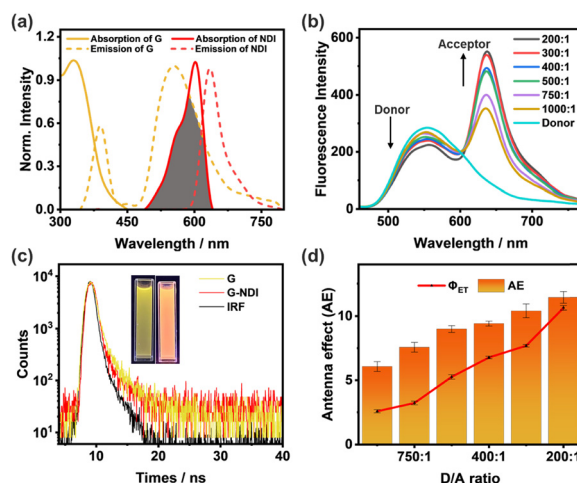 (a)
Absorption of G
Absorption of NDI
Emission of G
Emission of NDI
Norm. Intensity
1.2
0.9
0.6
0.3
0.0
300
450
600
750
Wavelength / nm
(b)
Acceptor
Donor
200:1
300:1
400:1
500:1
750:1
1000:1
Donor
Fluorescence Intensity
600
400
200
0
500
600
700
Wavelength / nm
(c)
G
G-NDI
IRF
Counts
10⁴
10³
10²
10¹
10
20
30
40
Times / ns
(d)
Φ_ET
AE
Antenna effect (AE)
10
5
0
750:1
400:1
200:1
D/A ratio